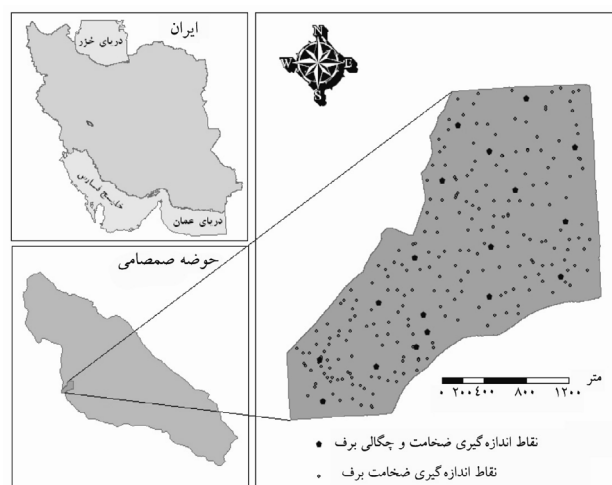 ایران
دریای خزر
خلیج فارس
دریای عمان
حوضه صمصامی
N
W
E
S
متر
۰ ۲۰۰ ۴۰۰ ۸۰۰ ۱۲۰۰
نقاط اندازه‌گیری ضخامت و چگالی برف
نقاط اندازه‌گیری ضخامت برف